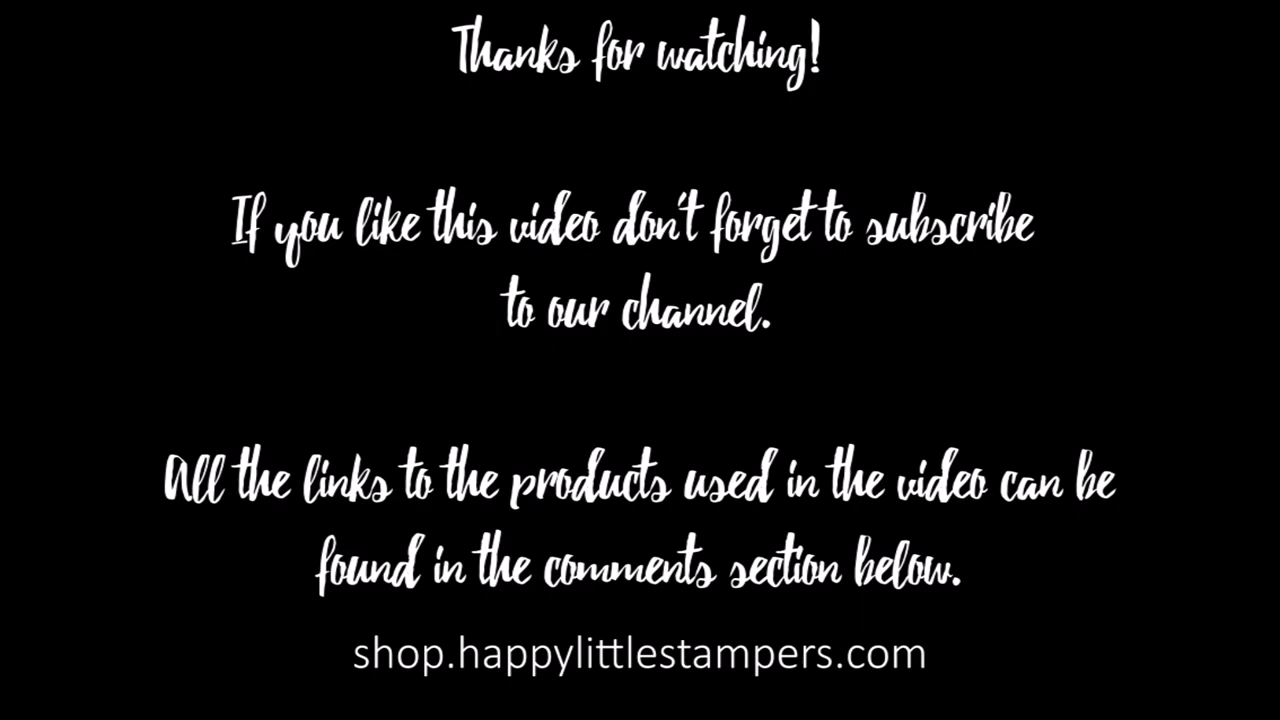 Thanks for watching!
If you like this video don't forget to subscribe
to our channel.
All the links to the products used in the video can be
found in the comments section below.
shop.happylittlestampers.com